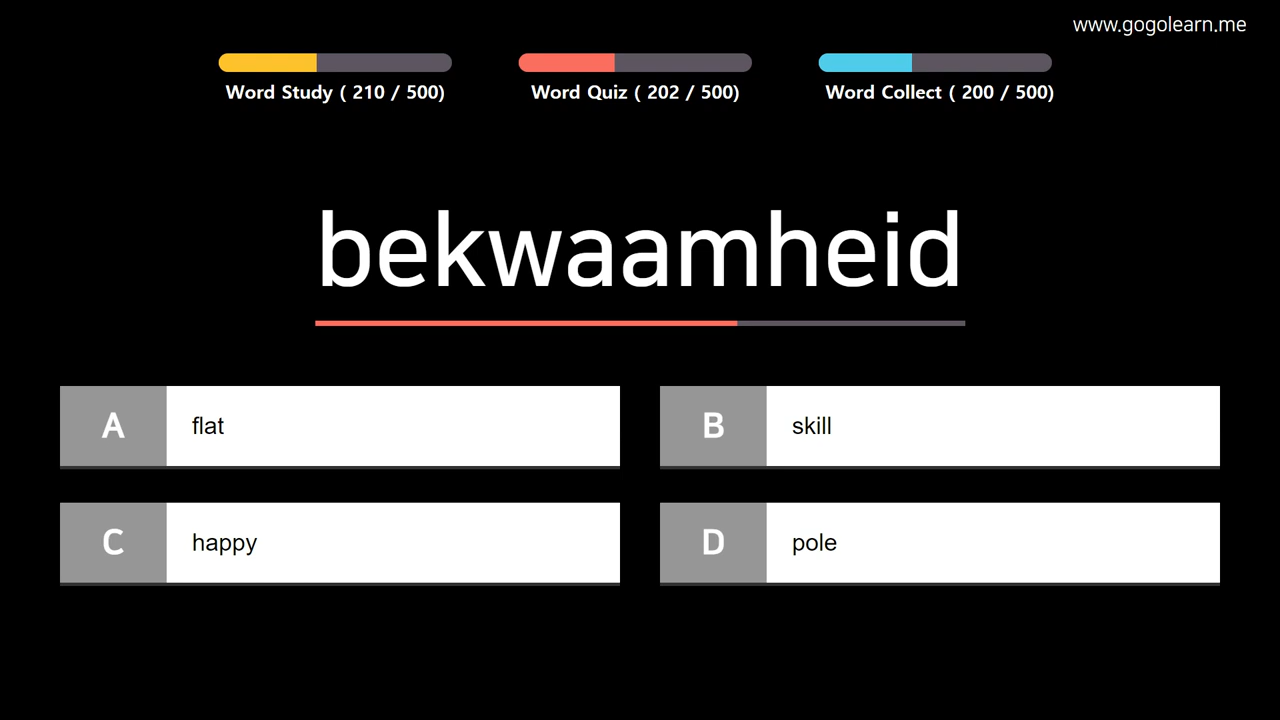 www.gogolearn.me
Word Study ( 210 / 500)
Word Quiz ( 202 / 500)
Word Collect ( 200 / 500)
bekwaamheid
A flat
B skill
C happy
D pole